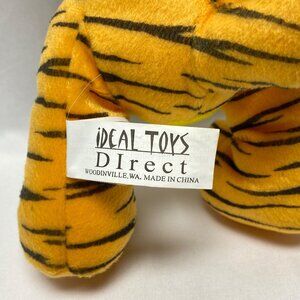 iDEAL TOYS
DIrect
WOODINVILLE,WA. MADE IN CHINA